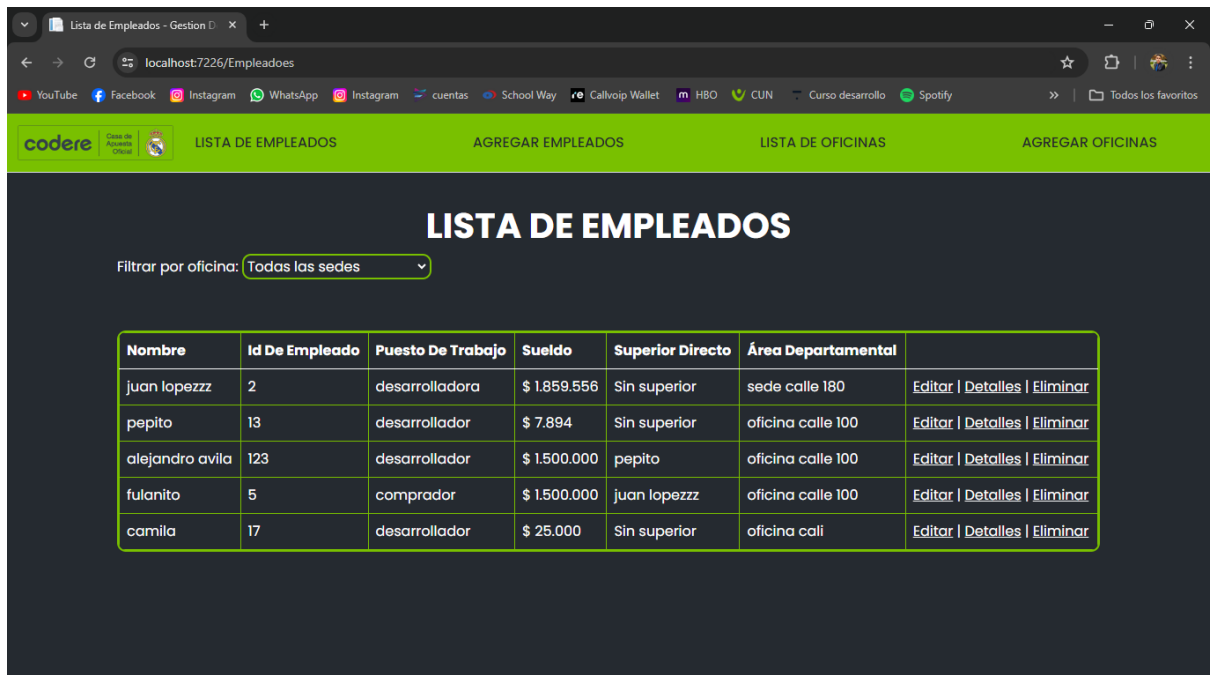 Lista de Empleados - Gestion D
localhost:7226/Empleadoes
YouTube Facebook Instagram WhatsApp Instagram cuentas School Way Callvoip Wallet HBO CUN Curso desarrollo Spotify » Todos los favoritos
codere Casa de Apuesta Oficial LISTA DE EMPLEADOS AGREGAR EMPLEADOS LISTA DE OFICINAS AGREGAR OFICINAS
LISTA DE EMPLEADOS
Filtrar por oficina: Todas las sedes
Nombre Id De Empleado Puesto De Trabajo Sueldo Superior Directo Área Departamental
juan lopezzz 2 desarrolladora $ 1.859.556 Sin superior sede calle 180 Editar | Detalles | Eliminar
pepito 13 desarrollador $ 7.894 Sin superior oficina calle 100 Editar | Detalles | Eliminar
alejandro avila 123 desarrollador $ 1.500.000 pepito oficina calle 100 Editar | Detalles | Eliminar
fulanito 5 comprador $ 1.500.000 juan lopezzz oficina calle 100 Editar | Detalles | Eliminar
camila 17 desarrollador $ 25.000 Sin superior oficina cali Editar | Detalles | Eliminar